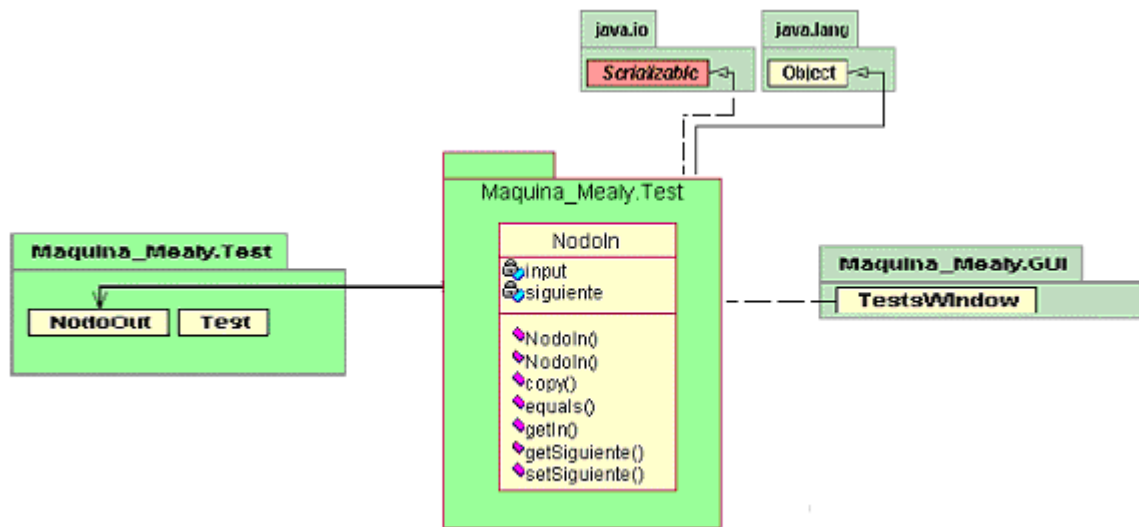 java.io
java.lang
Serializable
Object
Maquina_Mealy.Test
NodoIn
input
siguiente
NodoIn()
NodoIn()
copy()
equals()
getIn()
getSiguiente()
setSiguiente()
Maquina_Mealy.Test
NodoOut
Test
Maquina_Mealy.GUI
TestsWindow